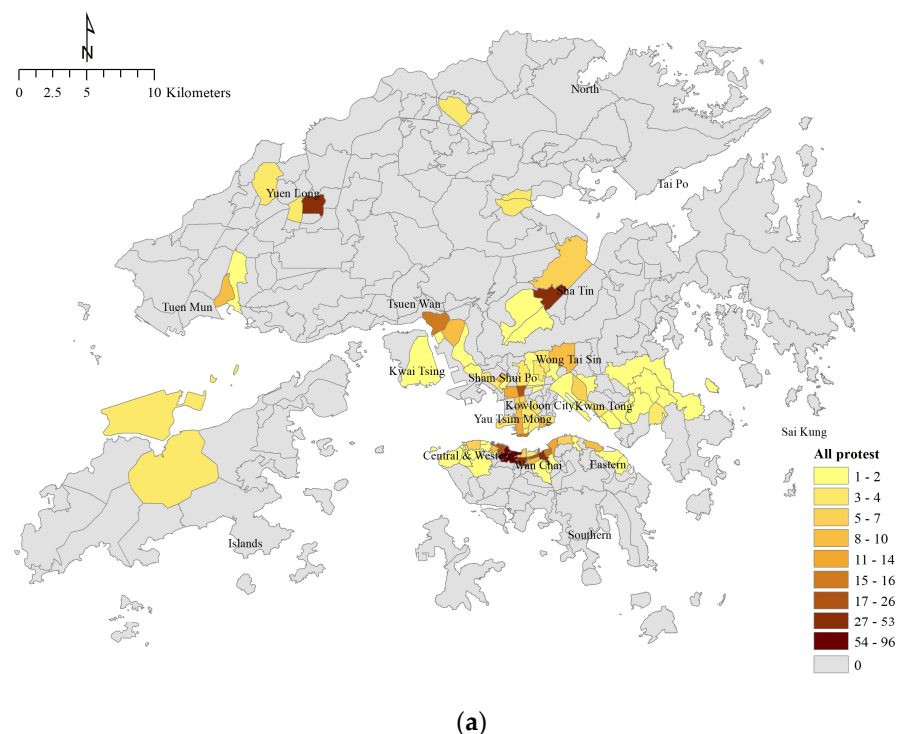 N
0 2.5 5 10 Kilometers
North
Tai Po
Yuen Long
Sha Tin
Tsuen Wan
Tuen Mun
Wong Tai Sin
Kwai Tsing
Sham Shui Po
Kowloon City
Kwun Tong
Yau Tsim Mong
Sai Kung
Central & Western
Wan Chai
Eastern
Southern
Islands
All protest
1 - 2
3 - 4
5 - 7
8 - 10
11 - 14
15 - 16
17 - 26
27 - 53
54 - 96
0
(a)